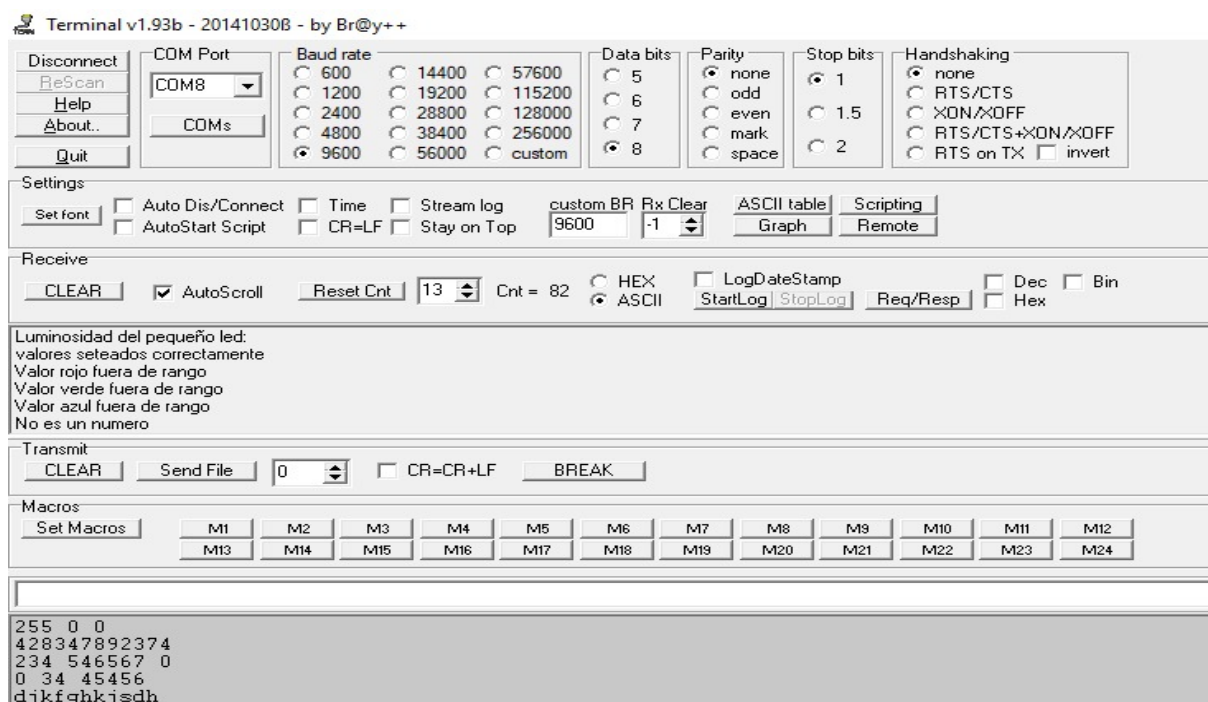 Terminal v1.93b - 20141030ß - by Br@y++
Disconnect
ReScan
Help
About..
Quit
COM Port
COM8
COMs
Baud rate
600 14400 57600
1200 19200 115200
2400 28800 128000
4800 38400 256000
9600 56000 custom
Data bits
5
6
7
8
Parity
none
odd
even
mark
space
Stop bits
1
1.5
2
Handshaking
none
RTS/CTS
XON/XOFF
RTS/CTS+XON/XOFF
RTS on TX invert
Settings
Set font
Auto Dis/Connect Time Stream log
AutoStart Script CR=LF Stay on Top
custom BR Rx Clear
9600 -1
ASCII table Scripting
Graph Remote
Receive
CLEAR AutoScroll Reset Cnt 13 Cnt = 82
HEX
ASCII
LogDateStamp
StartLog StopLog Req/Resp
Dec Bin
Hex
Luminosidad del pequeño led:
valores seteados correctamente
Valor rojo fuera de rango
Valor verde fuera de rango
Valor azul fuera de rango
No es un numero
Transmit
CLEAR Send File 0 CR=CR+LF BREAK
Macros
Set Macros
M1 M2 M3 M4 M5 M6 M7 M8 M9 M10 M11 M12
M13 M14 M15 M16 M17 M18 M19 M20 M21 M22 M23 M24
255 0 0
428347892374
234 546567 0
0 34 45456
djkfghkjsdh